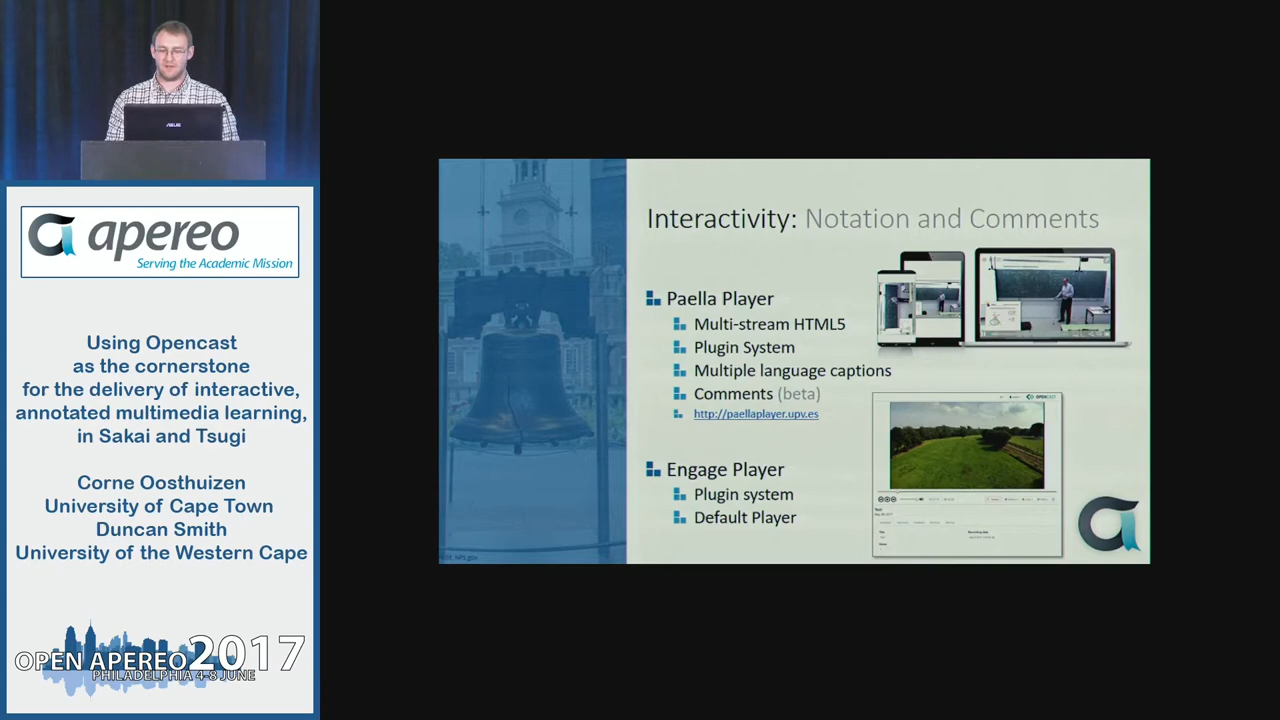 ASUS
apereo
Serving the Academic Mission
Using Opencast
as the cornerstone
for the delivery of interactive,
annotated multimedia learning,
in Sakai and Tsugi
Corne Oosthuizen
University of Cape Town
Duncan Smith
University of the Western Cape
OPEN APEREO 2017
PHILADELPHIA 4-8 JUNE
Interactivity: Notation and Comments
Paella Player
Multi-stream HTML5
Plugin System
Multiple language captions
Comments (beta)
http://paellaplayer.upv.es
Engage Player
Plugin system
Default Player
OPENCAST